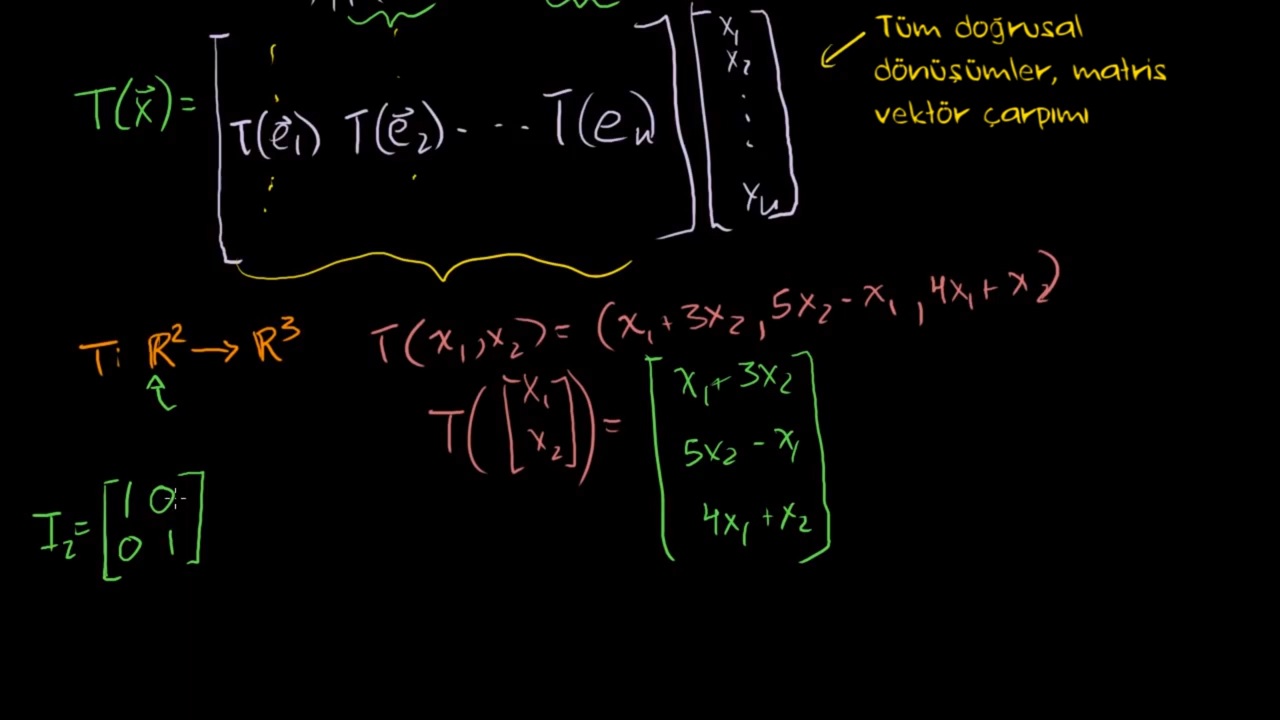 T(x⃗) = [T(e⃗₁) T(e⃗₂) · · · · T(eₙ)] [x₁ x₂ ⋮ xₙ]
Tüm doğrusal
dönüşümler, matris
vektör çarpımı
T: ℝ² → ℝ³
T(x₁, x₂) = (x₁ + 3x₂, 5x₂ - x₁, 4x₁ + x₂)
T([x₁ x₂]) = [x₁ + 3x₂
5x₂ - x₁
4x₁ + x₂]
I₂ = [1 0
0 1]